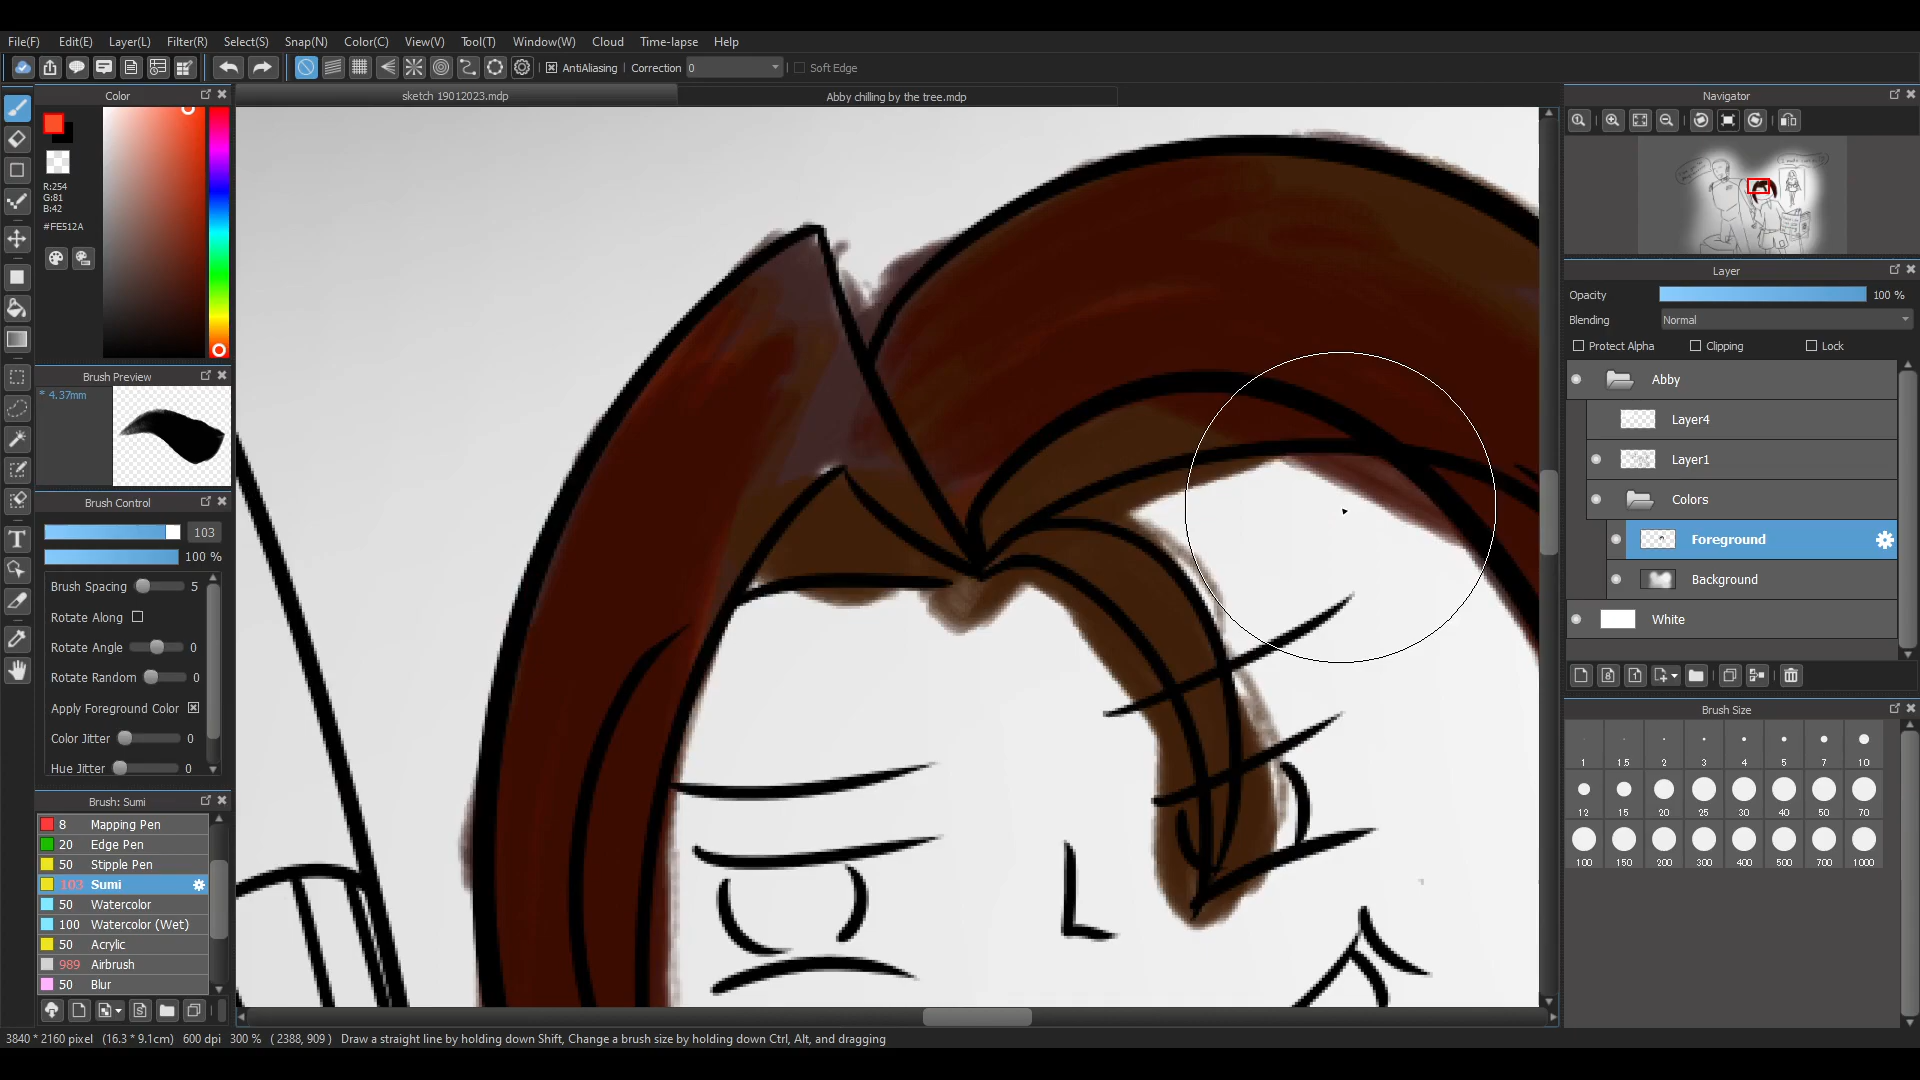 File(F) Edit(E) Layer(L) Filter(R) Select(S) Snap(N) Color(C) View(V) Tool(T) Window(W) Cloud Time-lapse Help
AntiAliasing Correction 0 Soft Edge
Color
sketch 19012023.mdp
Abby chilling by the tree.mdp
R:254
G:81
B:42
#FE512A
Brush Preview
* 4.37mm
Brush Control
103
100 %
Brush Spacing 5
Rotate Along
Rotate Angle 0
Rotate Random 0
Apply Foreground Color
Color Jitter 0
Hue Jitter 0
Brush: Sumi
8 Mapping Pen
20 Edge Pen
50 Stipple Pen
103 Sumi
50 Watercolor
100 Watercolor (Wet)
50 Acrylic
989 Airbrush
50 Blur
Navigator
Layer
Opacity 100 %
Blending Normal
Protect Alpha Clipping Lock
Abby
Layer4
Layer1
Colors
Foreground
Background
White
Brush Size
1 1.5 2 3 4 5 7 10
12 15 20 25 30 40 50 70
100 150 200 300 400 500 700 1000
3840 * 2160 pixel (16.3 * 9.1cm) 600 dpi 300 % ( 2388, 909 ) Draw a straight line by holding down Shift, Change a brush size by holding down Ctrl, Alt, and dragging